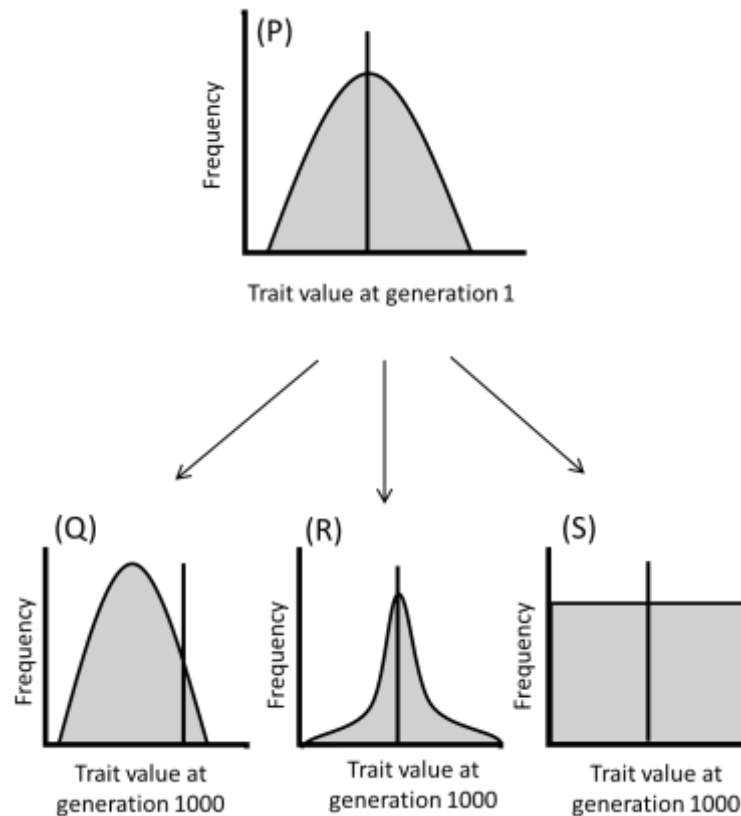 (P)
Frequency
Trait value at generation 1
(Q)
(R)
(S)
Frequency
Frequency
Frequency
Trait value at
generation 1000
Trait value at
generation 1000
Trait value at
generation 1000